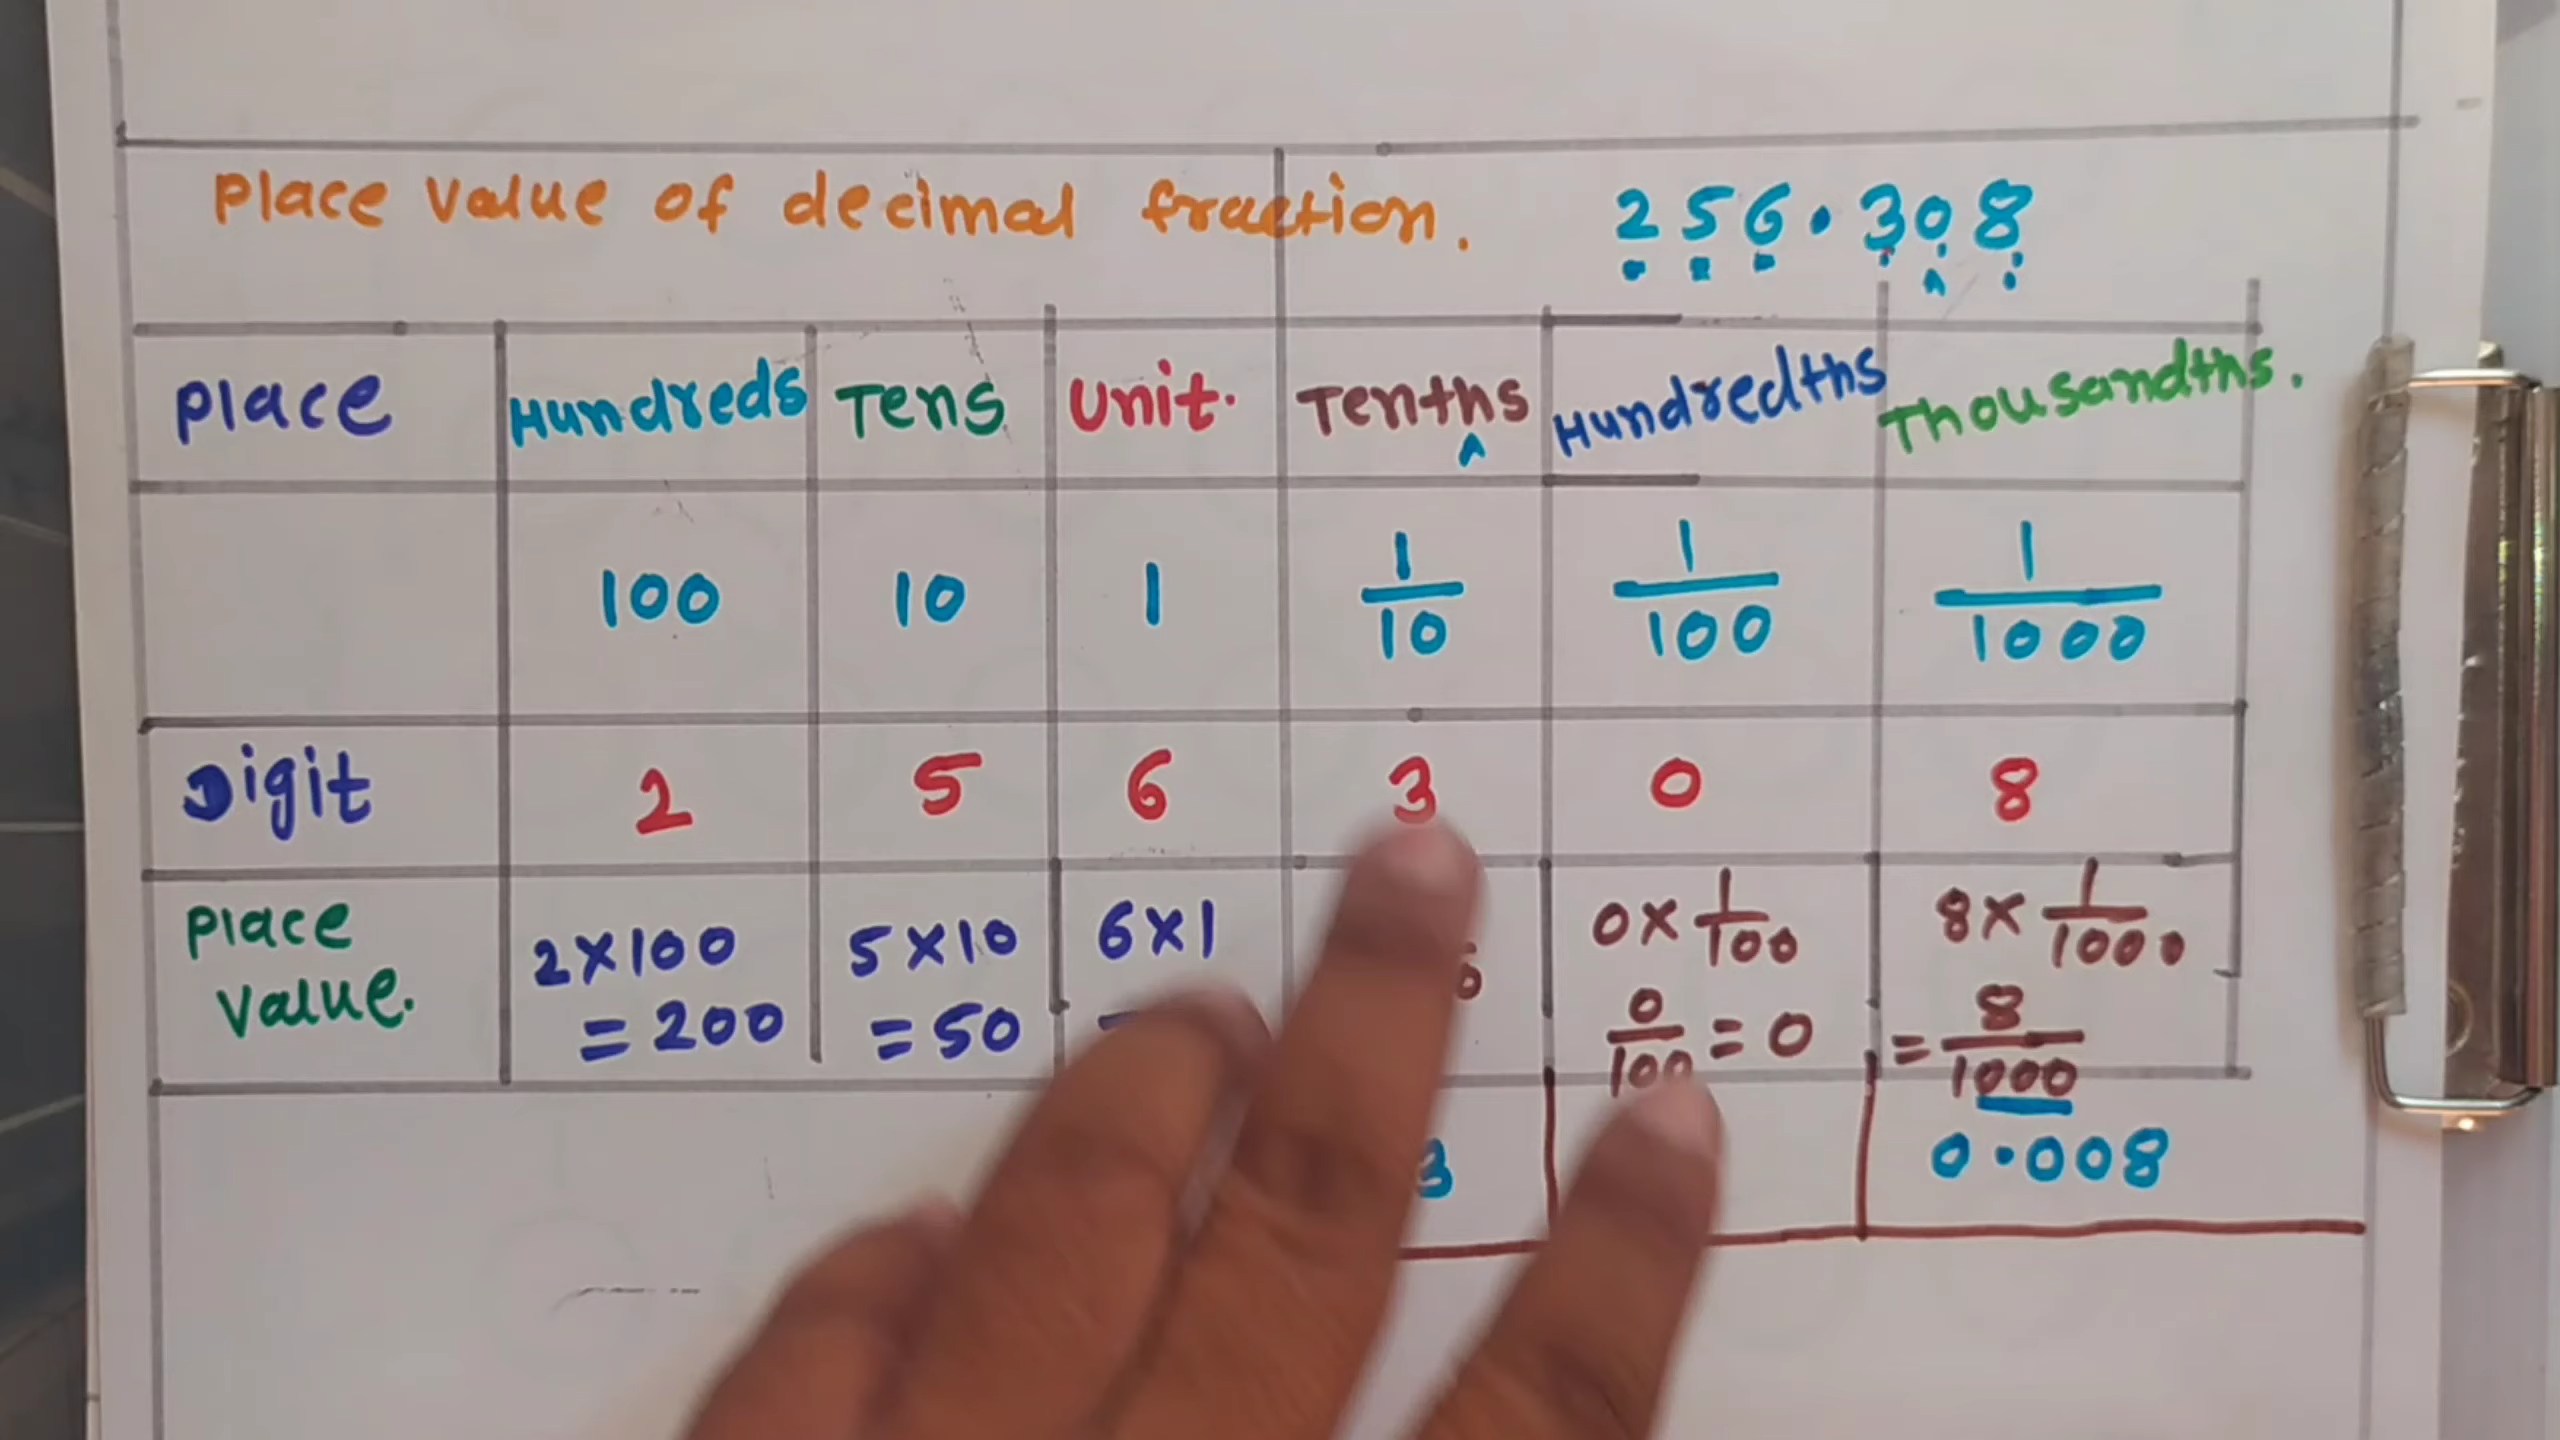 Place Value of decimal fraction. 256.308
Place Hundreds Tens Unit. Tenths Hundredths Thousandths.
100 10 1 1/10 1/100 1/1000
Digit 2 5 6 3 0 8
Place Value. 2×100 5×10 6×1 0×1/100 8×1/1000
=200 =50 0/100=0 =8/1000
3 0.008